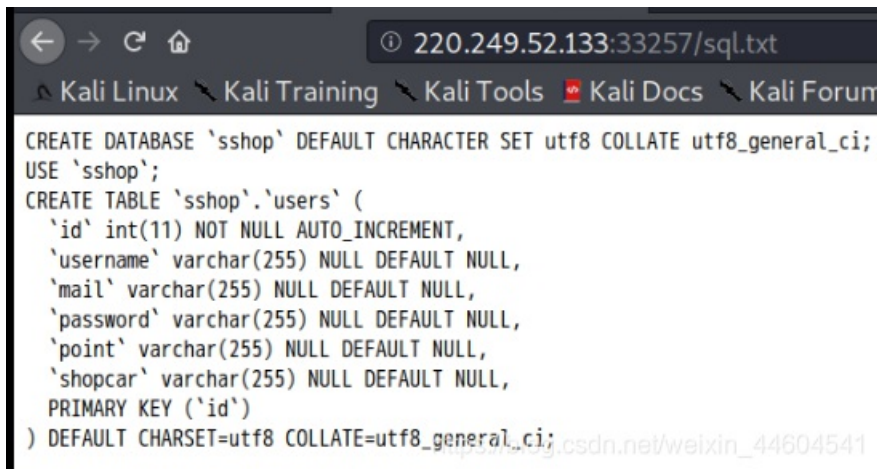 220.249.52.133:33257/sql.txt
Kali Linux Kali Training Kali Tools Kali Docs Kali Forum
CREATE DATABASE `sshop` DEFAULT CHARACTER SET utf8 COLLATE utf8_general_ci;
USE `sshop`;
CREATE TABLE `sshop`.`users` (
  `id` int(11) NOT NULL AUTO_INCREMENT,
  `username` varchar(255) NULL DEFAULT NULL,
  `mail` varchar(255) NULL DEFAULT NULL,
  `password` varchar(255) NULL DEFAULT NULL,
  `point` varchar(255) NULL DEFAULT NULL,
  `shopcar` varchar(255) NULL DEFAULT NULL,
  PRIMARY KEY (`id`)
) DEFAULT CHARSET=utf8 COLLATE=utf8_general_ci;
https://blog.csdn.net/weixin_44604541